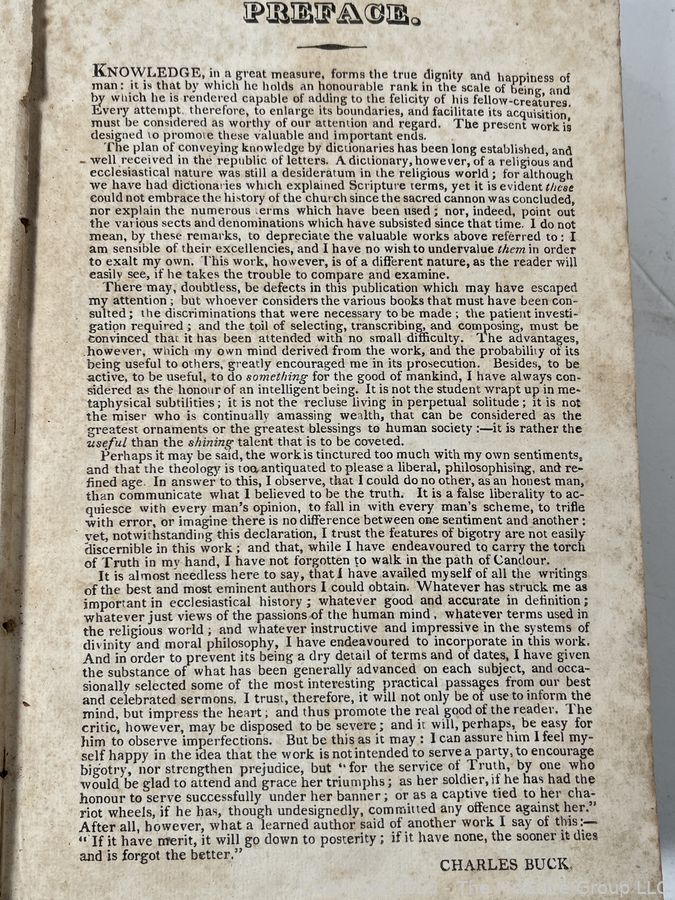 PREFACE.
KNOWLEDGE, in a great measure, forms the true dignity and happiness of
man: it is that by which he holds an honourable rank in the scale of being, and
by which he is rendered capable of adding to the felicity of his fellow-creatures.
Every attempt, therefore, to enlarge its boundaries, and facilitate its acquisition,
must be considered as worthy of our attention and regard. The present work is
designed to promote these valuable and important ends.
The plan of conveying knowledge by dictionaries has been long established, and
well received in the republic of letters. A dictionary, however, of a religious and
ecclesiastical nature was still a desideratum in the religious world; for although
we have had dictionaries which explained Scripture terms, yet it is evident these
could not embrace the history of the church since the sacred cannon was concluded,
nor explain the numerous terms which have been used; nor, indeed, point out
the various sects and denominations which have subsisted since that time. I do not
mean, by these remarks, to depreciate the valuable works above referred to: I
am sensible of their excellencies, and I have no wish to undervalue them in order
to exalt my own. This work, however, is of a different nature, as the reader will
easily see, if he takes the trouble to compare and examine.
There may, doubtless, be defects in this publication which may have escaped
my attention; but whoever considers the various books that must have been con-
sulted; the discriminations that were necessary to be made; the patient investi-
gation required; and the toil of selecting, transcribing, and composing, must be
convinced that it has been attended with no small difficulty. The advantages,
however, which my own mind derived from the work, and the probability of its
being useful to others, greatly encouraged me in its prosecution. Besides, to be
active, to be useful, to do something for the good of mankind, I have always con-
sidered as the honour of an intelligent being. It is not the student wrapt up in me-
taphysical subtilities; it is not the recluse living in perpetual solitude; it is not
the miser who is continually amassing wealth, that can be considered as the
greatest ornaments or the greatest blessings to human society:—it is rather the
useful than the shining talent that is to be coveted.
Perhaps it may be said, the work is tinctured too much with my own sentiments,
and that the theology is too antiquated to please a liberal, philosophising, and re-
fined age. In answer to this, I observe, that I could do no other, as an honest man,
than communicate what I believed to be the truth. It is a false liberality to ac-
quiesce with every man's opinion, to fall in with every man's scheme, to trifle
with error, or imagine there is no difference between one sentiment and another:
yet, notwithstanding this declaration, I trust the features of bigotry are not easily
discernible in this work; and that, while I have endeavoured to carry the torch
of Truth in my hand, I have not forgotten to walk in the path of Candour.
It is almost needless here to say, that I have availed myself of all the writings
of the best and most eminent authors I could obtain. Whatever has struck me as
important in ecclesiastical history; whatever good and accurate in definition;
whatever just views of the passions of the human mind, whatever terms used in
the religious world; and whatever instructive and impressive in the systems of
divinity and moral philosophy, I have endeavoured to incorporate in this work.
And in order to prevent its being a dry detail of terms and of dates, I have given
the substance of what has been generally advanced on each subject, and occa-
sionally selected some of the most interesting practical passages from our best
and celebrated sermons. I trust, therefore, it will not only be of use to inform the
mind, but impress the heart; and thus promote the real good of the reader. The
critic, however, may be disposed to be severe; and it will, perhaps, be easy for
him to observe imperfections. But be this as it may: I can assure him I feel my-
self happy in the idea that the work is not intended to serve a party, to encourage
bigotry, nor strengthen prejudice, but "for the service of Truth, by one who
would be glad to attend and grace her triumphs; as her soldier, if he has had the
honour to serve successfully under her banner; or as a captive tied to her cha-
riot wheels, if he has, though undesignedly, committed any offence against her."
After all, however, what a learned author said of another work I say of this:—
"If it have merit, it will go down to posterity; if it have none, the sooner it dies
and is forgot the better."
CHARLES BUCK.
Group LLC